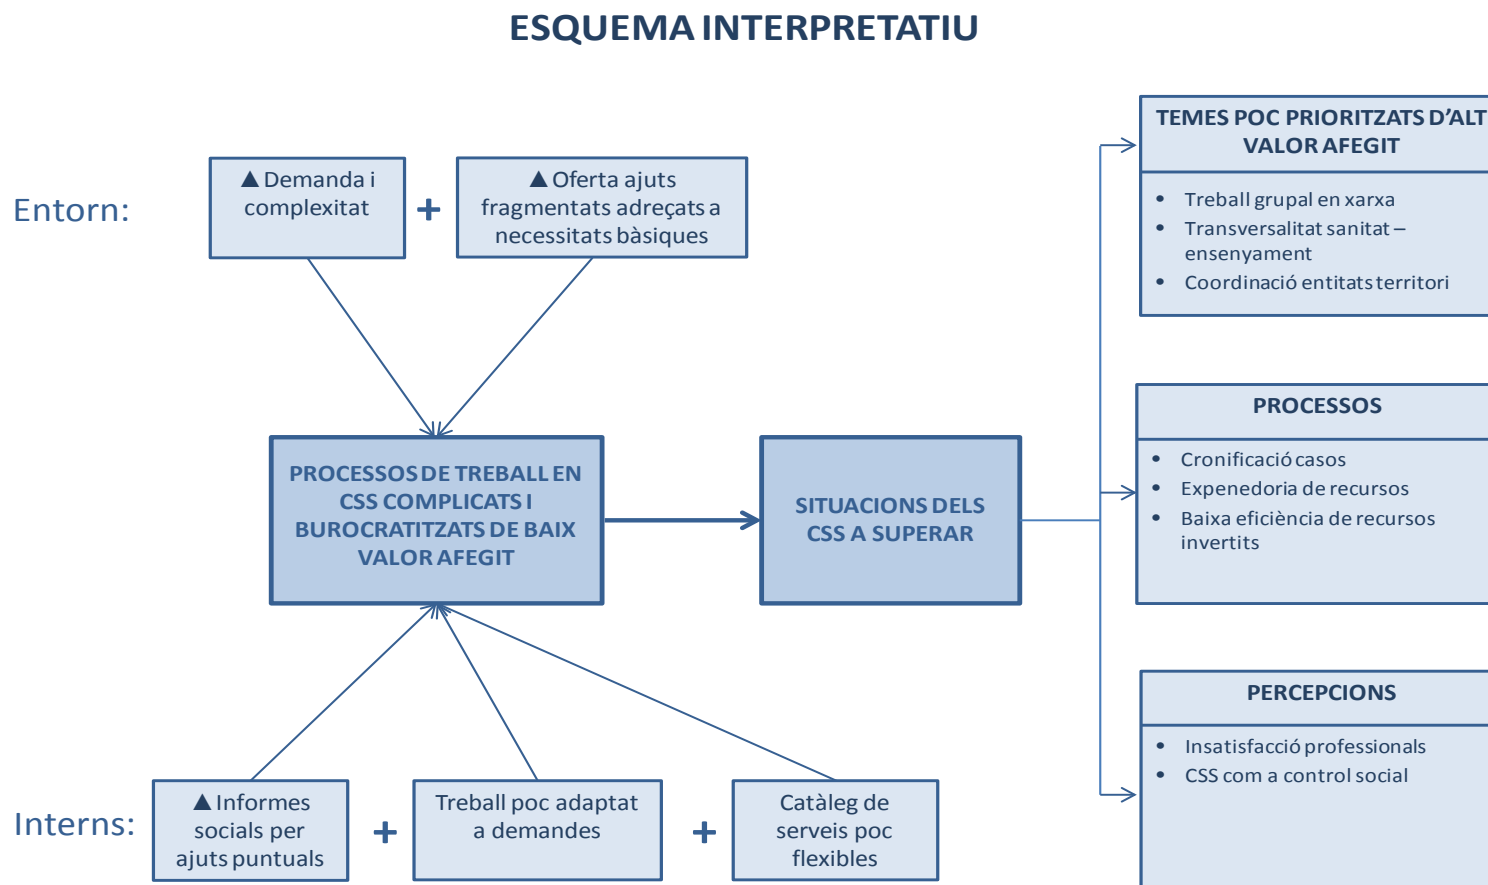 ESQUEMA INTERPRETATIU
Entorn:
▲ Demanda i
complexitat
+
▲ Oferta ajuts
fragmentats adreçats a
necessitats bàsiques
TEMES POC PRIORITZATS D'ALT
VALOR AFEGIT
• Treball grupal en xarxa
• Transversalitat sanitat –
ensenyament
• Coordinació entitats territori
PROCESSOS DE TREBALL EN
CSS COMPLICATS I
BUROCRATITZATS DE BAIX
VALOR AFEGIT
SITUACIONS DELS
CSS A SUPERAR
PROCESSOS
• Cronificació casos
• Expenedoria de recursos
• Baixa eficiència de recursos
invertits
PERCEPCIONS
• Insatisfacció professionals
• CSS com a control social
Interns:
▲ Informes
socials per
ajuts puntuals
+
Treball poc adaptat
a demandes
+
Catàleg de
serveis poc
flexibles